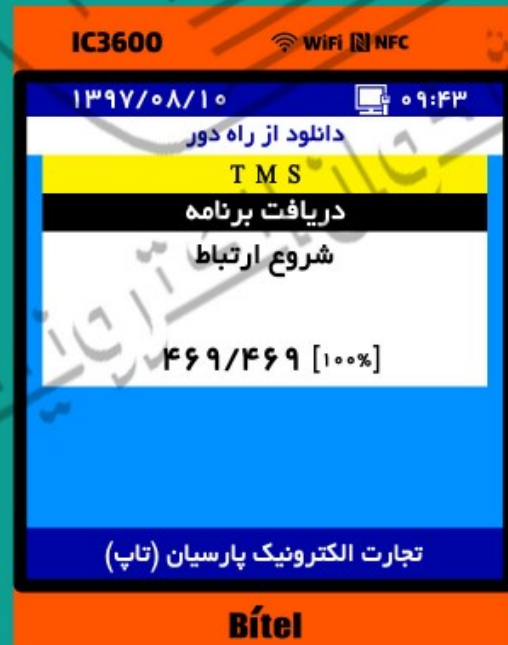 IC3600 WiFi NFC
۱۳۹۷/۰۸/۱۰ ۰۹:۴۳
دانلود از راه دور
TMS
دریافت برنامه
شروع ارتباط
۴۶۹/۴۶۹ [۱۰۰%]
تجارت الکترونیک پارسیان (تاپ)
Bitel